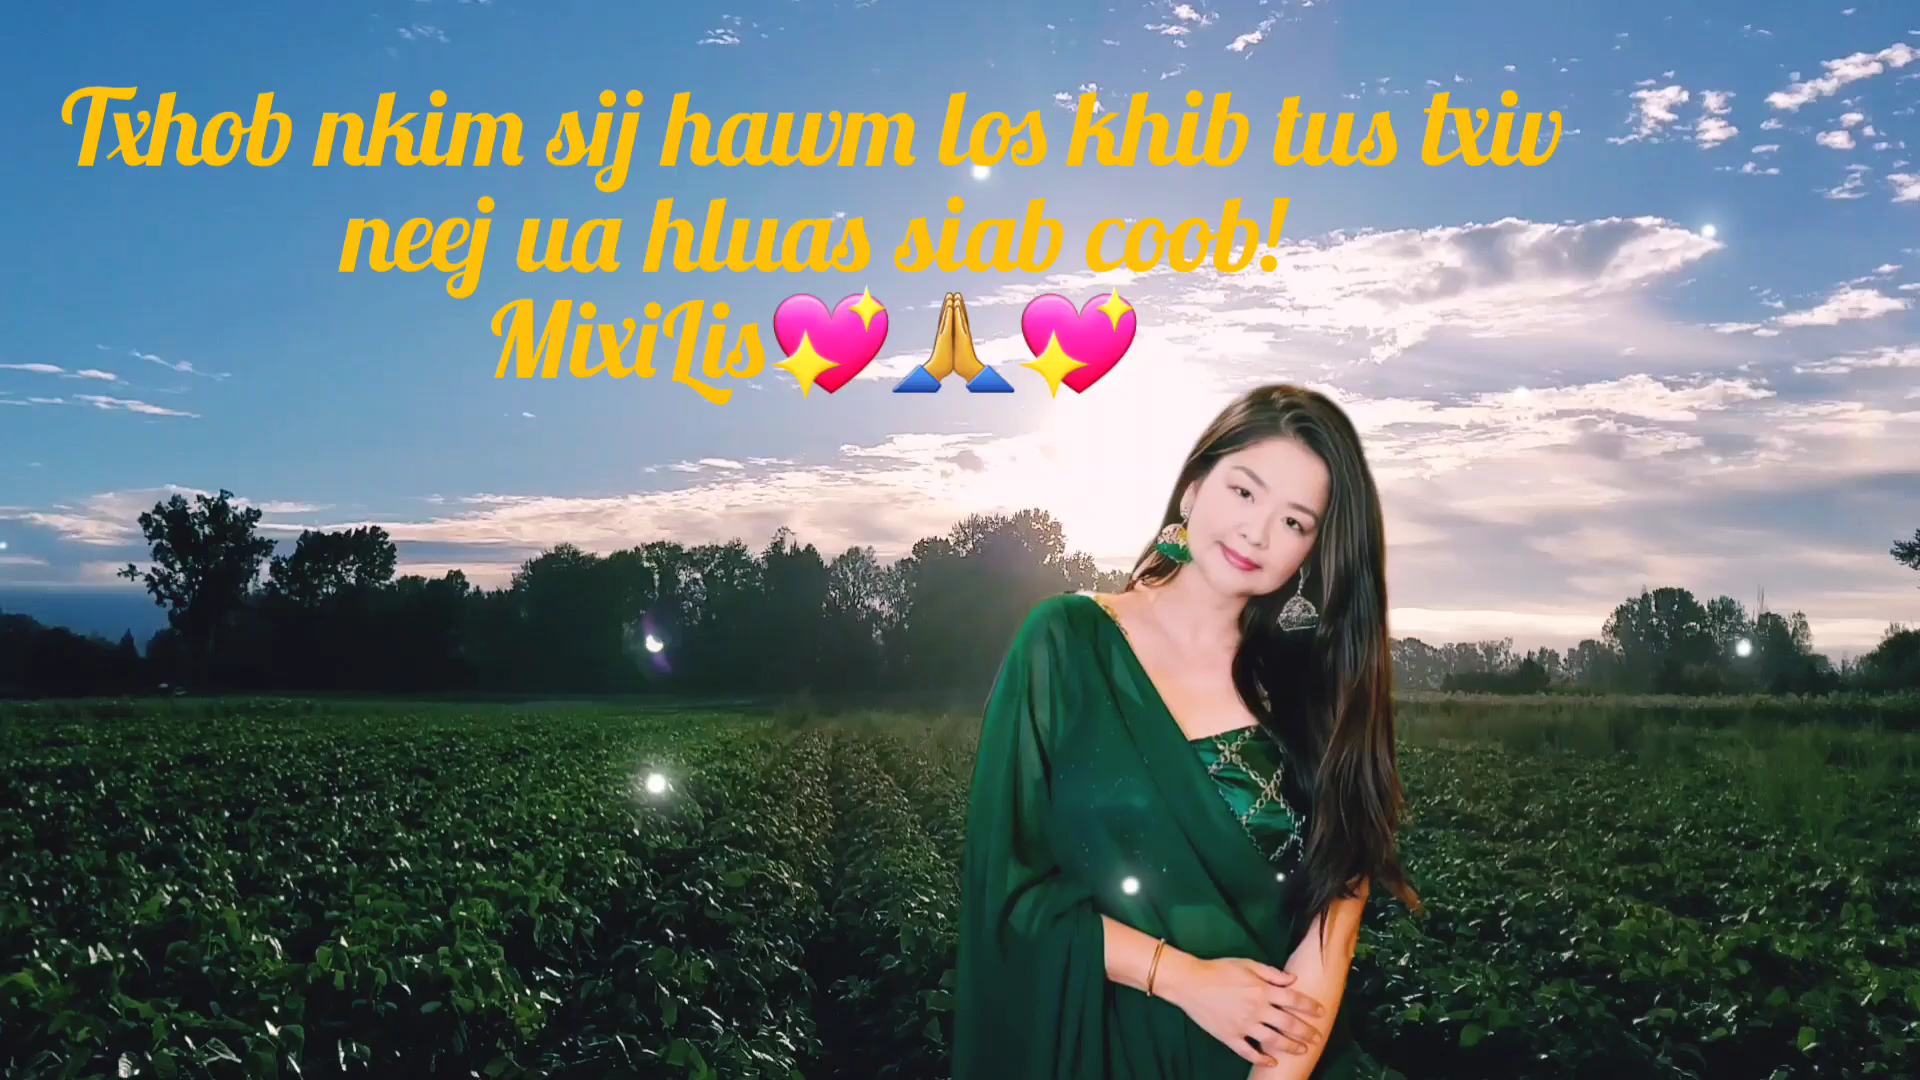 Txhob nkim sij hawm los khib tus txiv
neej ua hluas siab coob!
MixiLis💖🙏💖